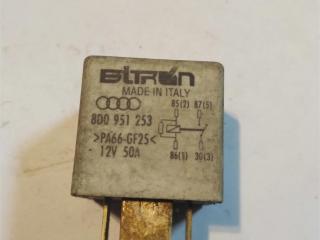 BITRON
MADE IN ITALY
85(2) 87(5)
8D0 951 253
>PA66-GF25<
12V 50A
86(1) 30(3)